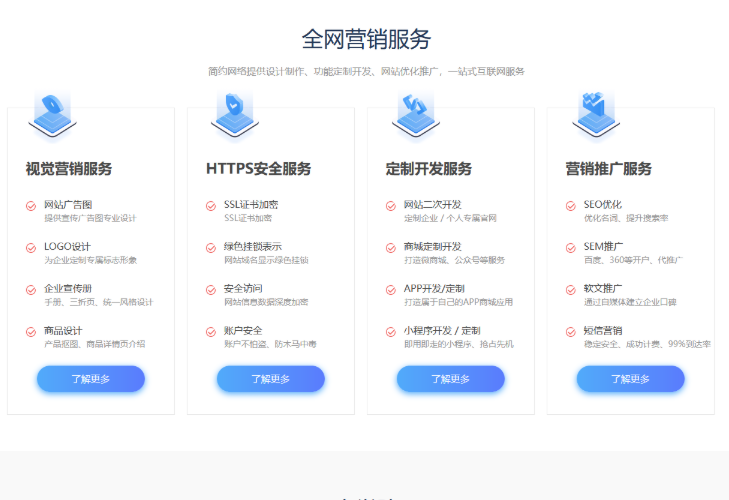 全网营销服务
简约网络提供设计制作、功能定制开发、网站优化推广，一站式互联网服务
视觉营销服务
网站广告图
提供宣传广告图专业设计
LOGO设计
为企业定制专属标志形象
企业宣传册
手册、三折页、统一风格设计
商品设计
产品抠图、商品详情页介绍
了解更多
HTTPS安全服务
SSL证书加密
SSL证书加密
绿色挂锁表示
网站域名显示绿色挂锁
安全访问
网站信息数据深度加密
账户安全
账户不怕盗、防木马中毒
了解更多
定制开发服务
网站二次开发
定制企业 / 个人专属官网
商城定制开发
打造微商城、公众号等服务
APP开发/定制
打造属于自己的APP商城应用
小程序开发 / 定制
即用即走的小程序、抢占先机
了解更多
营销推广服务
SEO优化
优化名词、提升搜索率
SEM推广
百度、360等开户、代推广
软文推广
通过自媒体建立企业口碑
短信营销
稳定安全、成功计费、99%到达率
了解更多